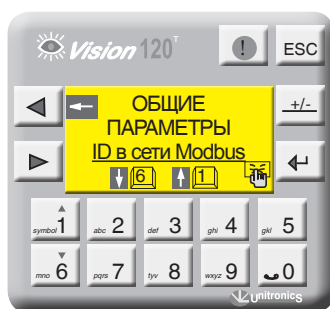 Vision 120 T
! ESC
ОБЩИЕ
+/-
ПАРАМЕТРЫ
ID в сети Modbus
6 1
symbol 1 abc 2 def 3 ghi 4 gkl 5
mno 6 pqrs 7 tyv 8 wxyz 9 0
Unitronics